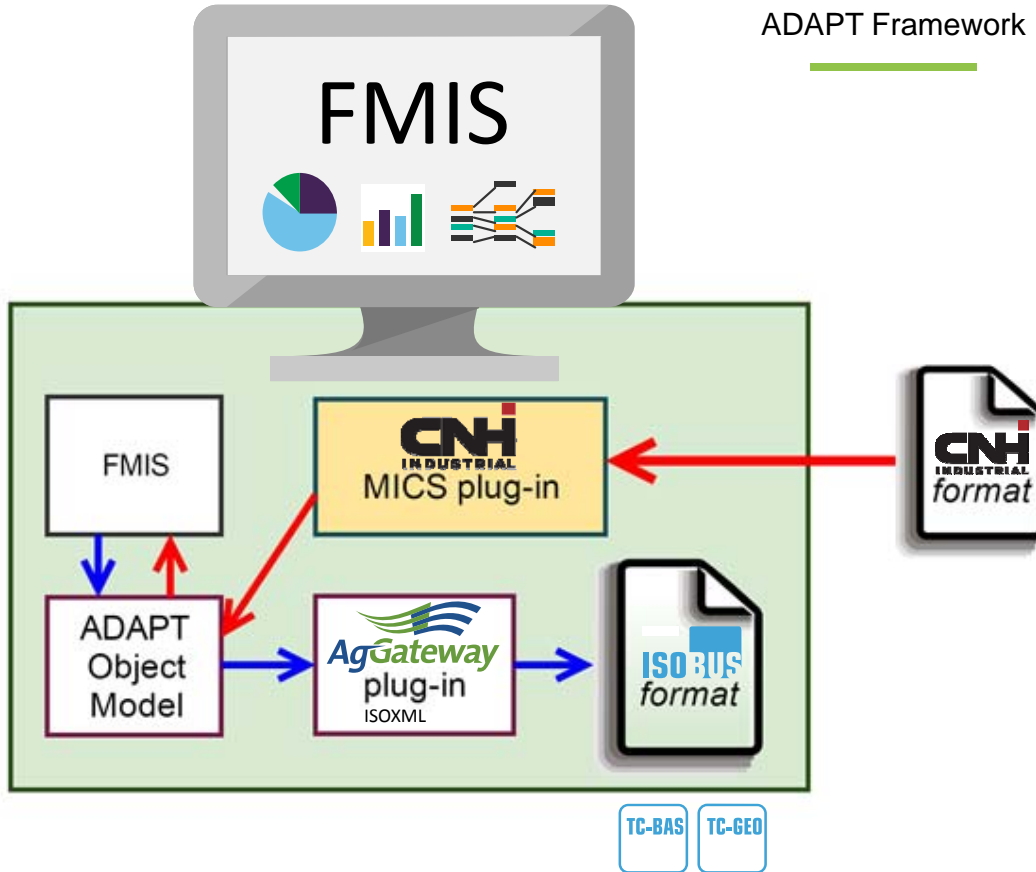 ADAPT Framework
FMIS
FMIS
CNH
INDUSTRIAL
MICS plug-in
CNH
INDUSTRIAL
format
ADAPT
Object
Model
AgGateway
plug-in
ISOXML
ISOBUS
format
TC-BAS
TC-GEO